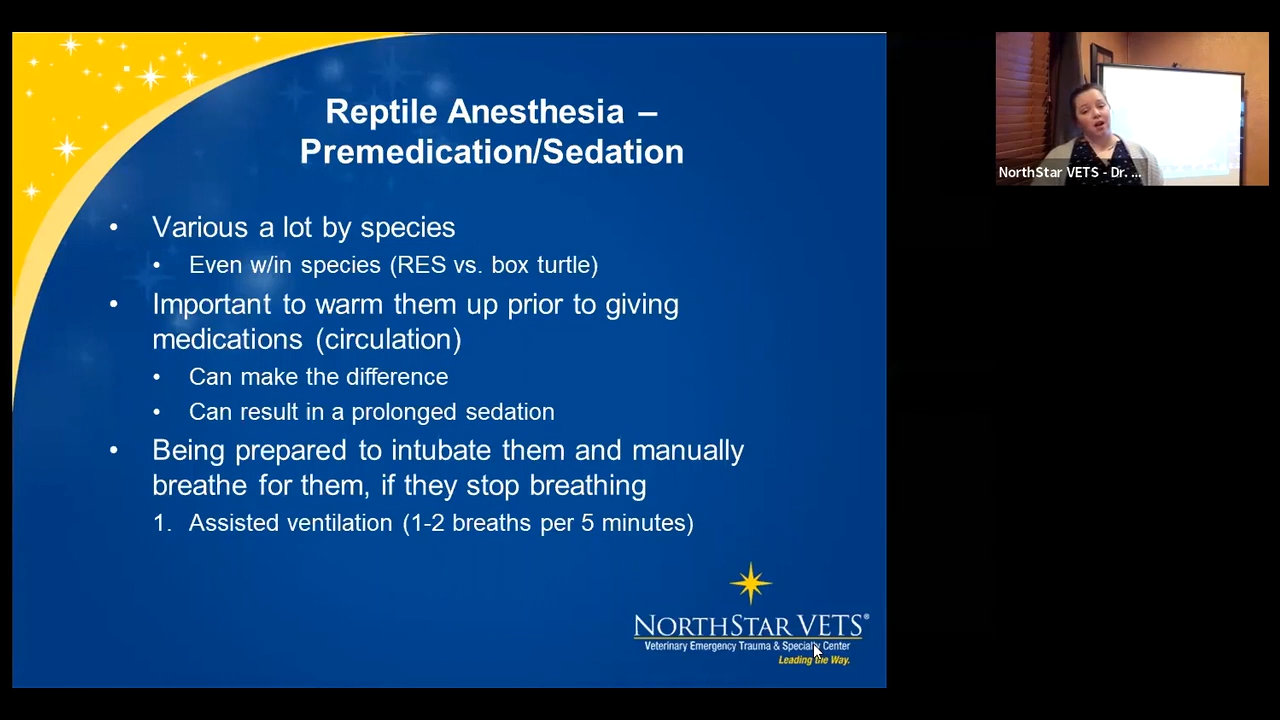 Reptile Anesthesia –
Premedication/Sedation
• Various a lot by species
• Even w/in species (RES vs. box turtle)
• Important to warm them up prior to giving
medications (circulation)
• Can make the difference
• Can result in a prolonged sedation
• Being prepared to intubate them and manually
breathe for them, if they stop breathing
1. Assisted ventilation (1-2 breaths per 5 minutes)
NORTHSTAR VETS®
Veterinary Emergency Trauma & Specialty Center
Leading the Way.
NorthStar VETS - Dr. ...